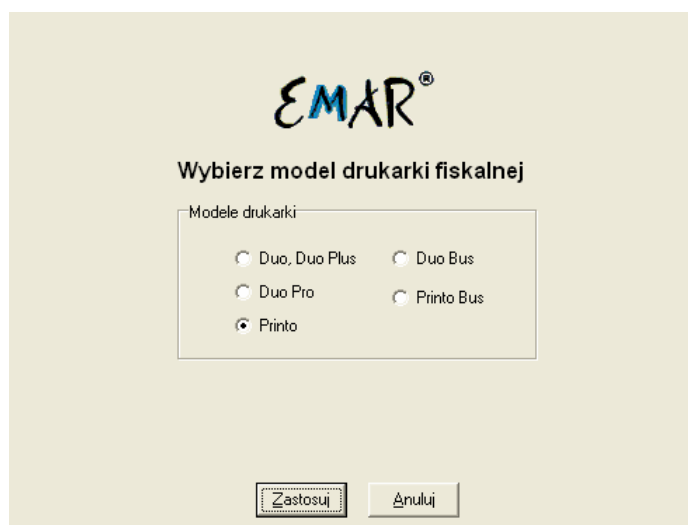 EMAR®
Wybierz model drukarki fiskalnej
Modele drukarki
Duo, Duo Plus
Duo Bus
Duo Pro
Printo Bus
Printo
Zastosuj
Anuluj